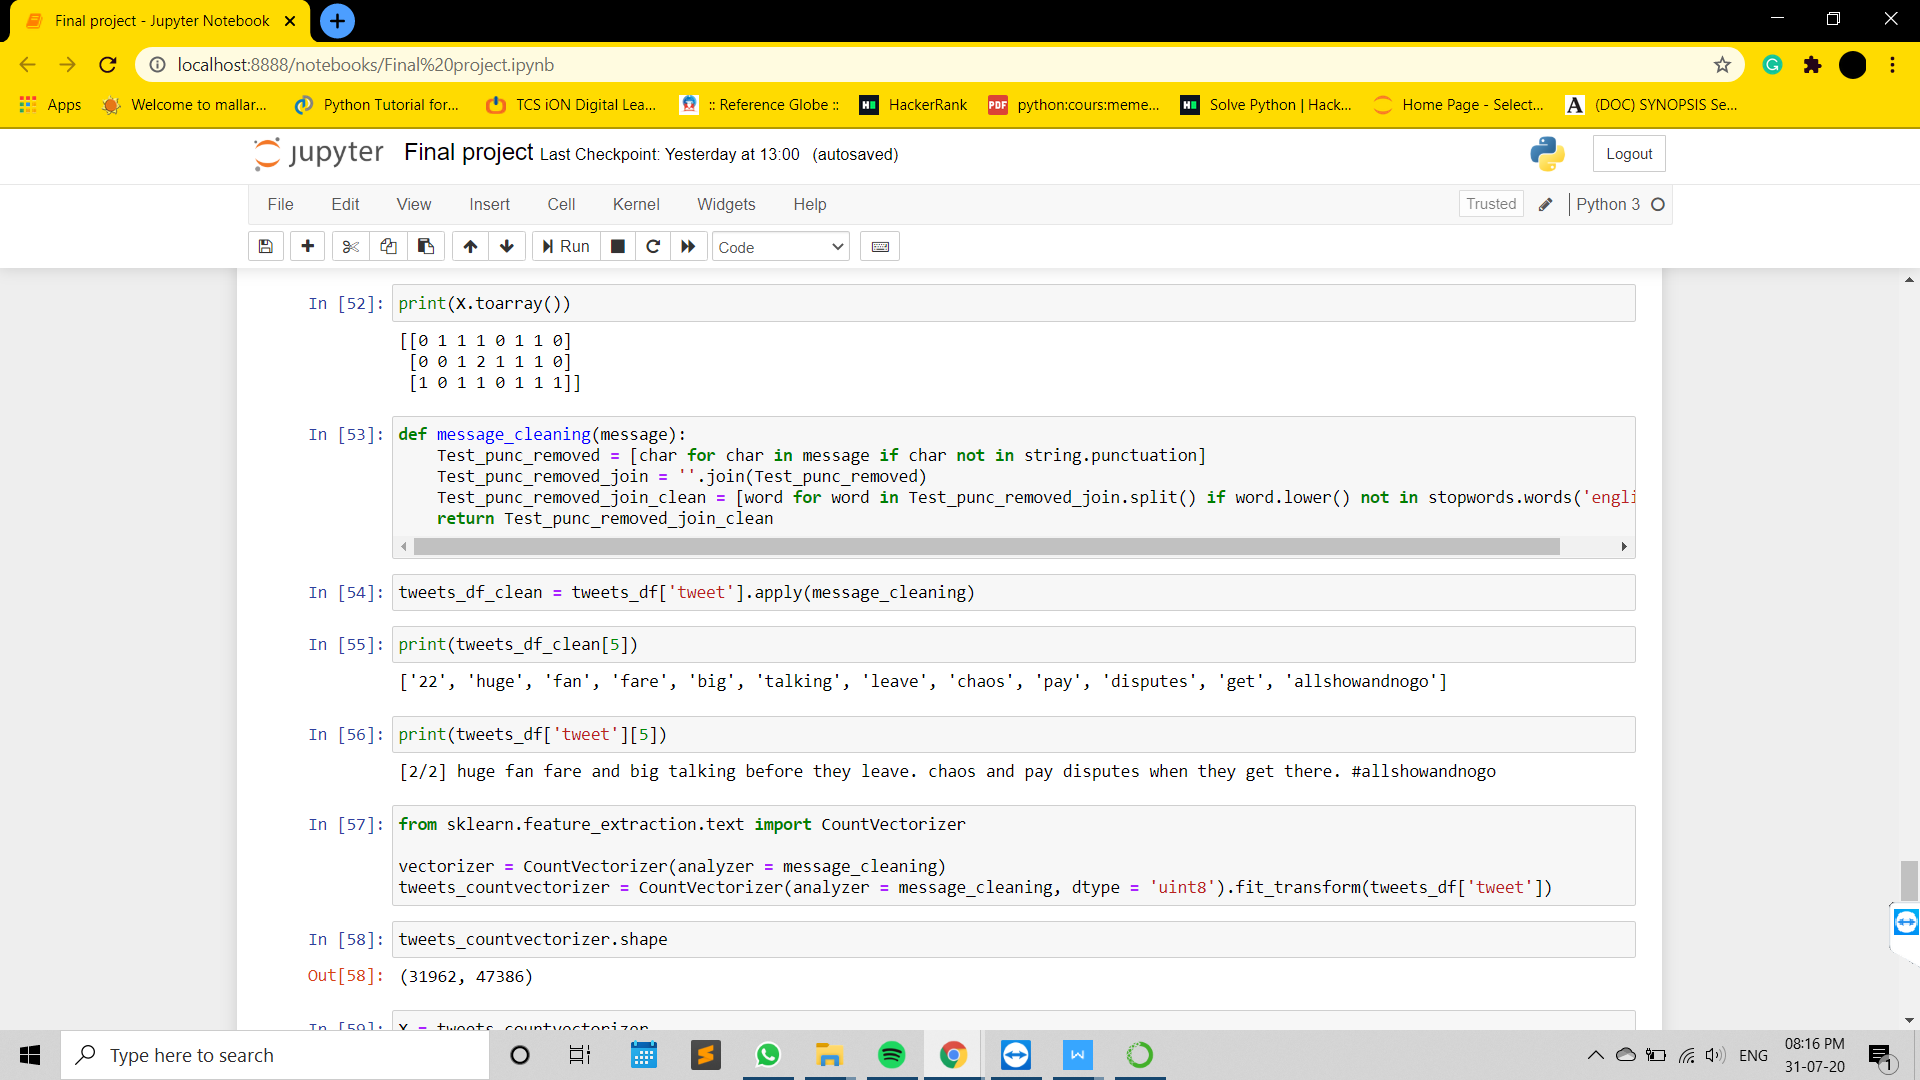 Final project - Jupyter Notebook
localhost:8888/notebooks/Final%20project.ipynb
Apps Welcome to mallar... Python Tutorial for... TCS iON Digital Lea... :: Reference Globe :: HackerRank PDF python:cours:meme... Solve Python | Hack... Home Page - Select... A (DOC) SYNOPSIS Se...
jupyter Final project Last Checkpoint: Yesterday at 13:00 (autosaved) Logout
File Edit View Insert Cell Kernel Widgets Help Trusted Python 3
Run Code
In [52]: print(X.toarray())
[[0 1 1 1 0 1 1 0]
[0 0 1 2 1 1 1 0]
[1 0 1 1 0 1 1 1]]
In [53]: def message_cleaning(message):
Test_punc_removed = [char for char in message if char not in string.punctuation]
Test_punc_removed_join = ''.join(Test_punc_removed)
Test_punc_removed_join_clean = [word for word in Test_punc_removed_join.split() if word.lower() not in stopwords.words('engli
return Test_punc_removed_join_clean
In [54]: tweets_df_clean = tweets_df['tweet'].apply(message_cleaning)
In [55]: print(tweets_df_clean[5])
['22', 'huge', 'fan', 'fare', 'big', 'talking', 'leave', 'chaos', 'pay', 'disputes', 'get', 'allshowandnogo']
In [56]: print(tweets_df['tweet'][5])
[2/2] huge fan fare and big talking before they leave. chaos and pay disputes when they get there. #allshowandnogo
In [57]: from sklearn.feature_extraction.text import CountVectorizer
vectorizer = CountVectorizer(analyzer = message_cleaning)
tweets_countvectorizer = CountVectorizer(analyzer = message_cleaning, dtype = 'uint8').fit_transform(tweets_df['tweet'])
In [58]: tweets_countvectorizer.shape
Out[58]: (31962, 47386)
In [59]: X = tweets_countvectorizer
Type here to search ENG 08:16 PM
31-07-20 1